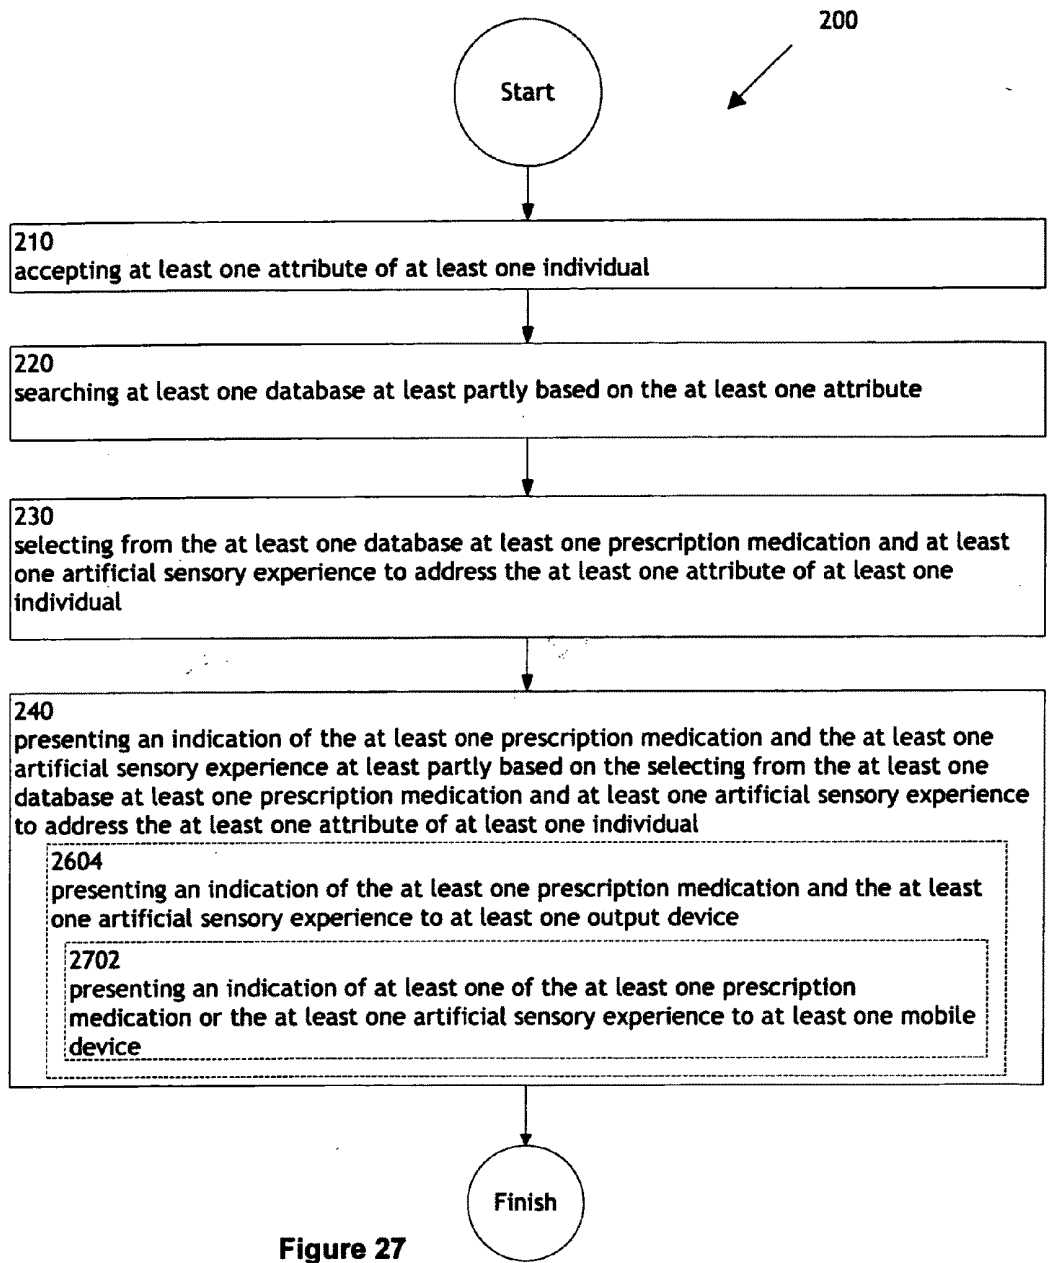 200
Start
210
accepting at least one attribute of at least one individual
220
searching at least one database at least partly based on the at least one attribute
230
selecting from the at least one database at least one prescription medication and at least
one artificial sensory experience to address the at least one attribute of at least one
individual
240
presenting an indication of the at least one prescription medication and the at least one
artificial sensory experience at least partly based on the selecting from the at least one
database at least one prescription medication and at least one artificial sensory experience
to address the at least one attribute of at least one individual
2604
presenting an indication of the at least one prescription medication and the at least
one artificial sensory experience to at least one output device
2702
presenting an indication of at least one of the at least one prescription
medication or the at least one artificial sensory experience to at least one mobile
device
Finish
Figure 27